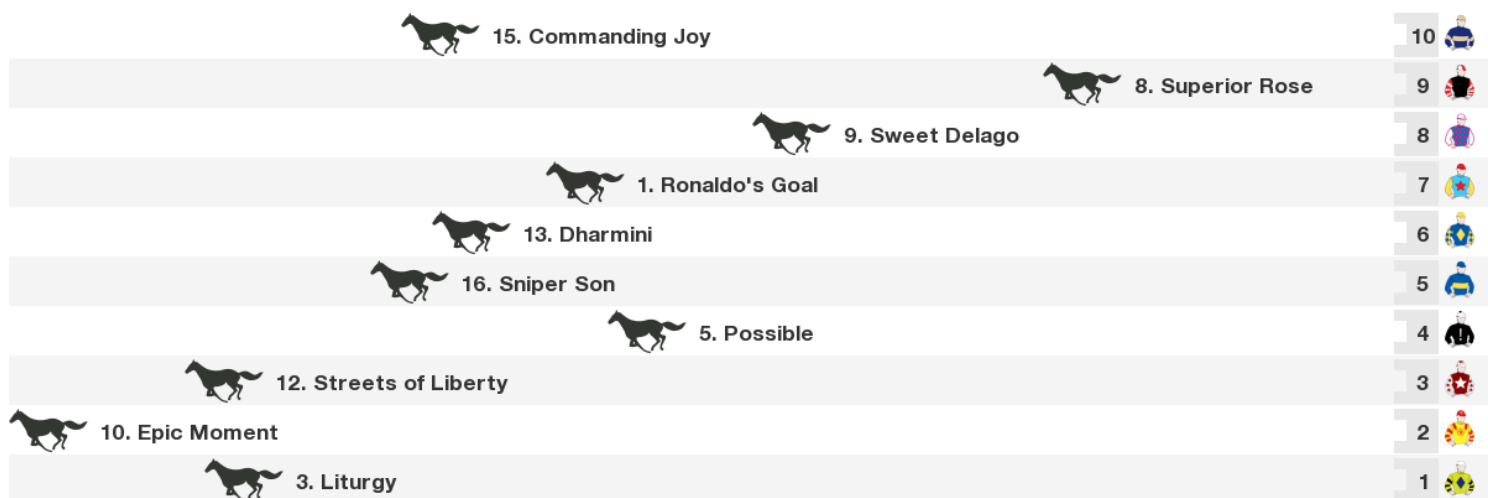 15. Commanding Joy 10
8. Superior Rose 9
9. Sweet Delago 8
1. Ronaldo's Goal 7
13. Dharmini 6
16. Sniper Son 5
5. Possible 4
12. Streets of Liberty 3
10. Epic Moment 2
3. Liturgy 1